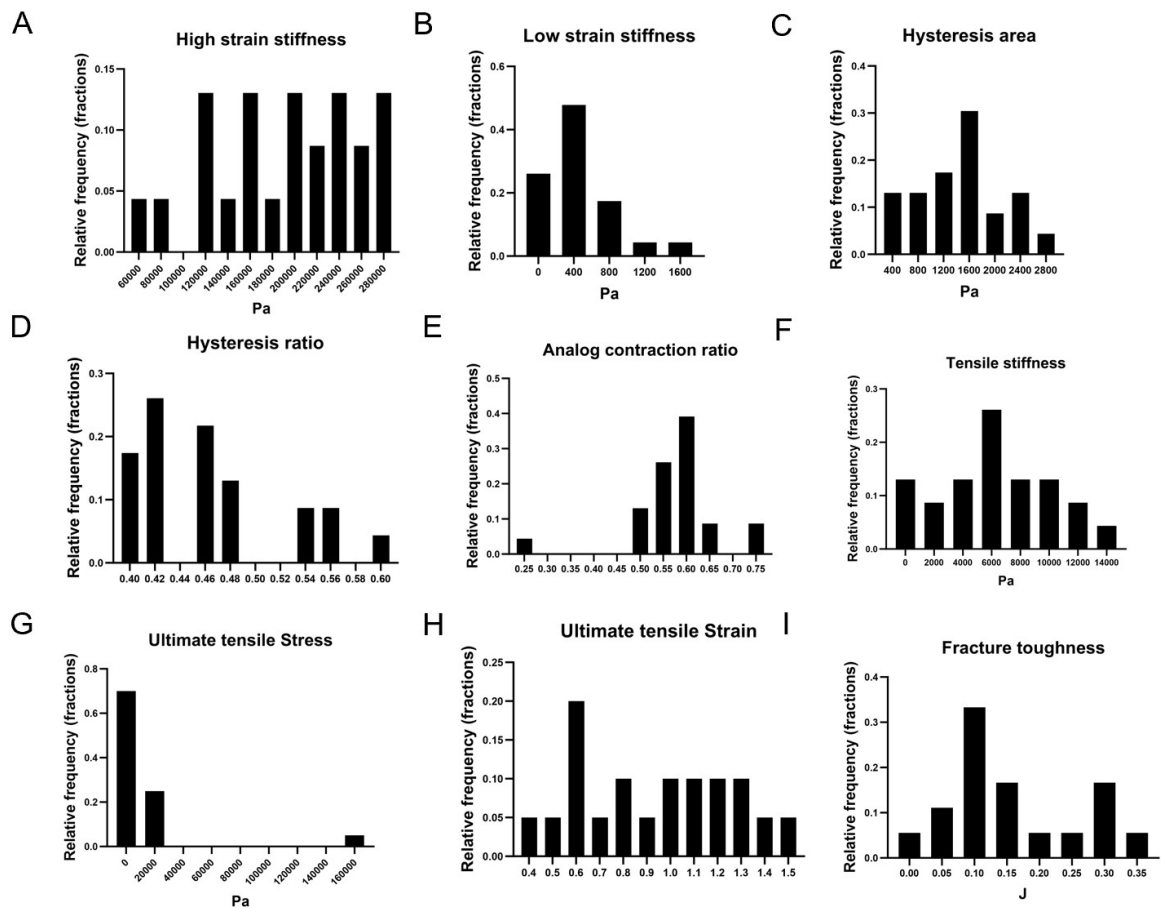 A
High strain stiffness
Relative frequency (fractions)
0.15
0.10
0.05
0.00
60000 80000 100000 120000 140000 160000 180000 200000 220000 240000 260000 280000
Pa
B
Low strain stiffness
Relative frequency (fractions)
0.6
0.4
0.2
0.0
0 400 800 1200 1600
Pa
C
Hysteresis area
Relative frequency (fractions)
0.4
0.3
0.2
0.1
0.0
400 800 1200 1600 2000 2400 2800
Pa
D
Hysteresis ratio
Relative frequency (fractions)
0.3
0.2
0.1
0.0
0.40 0.42 0.44 0.46 0.48 0.50 0.52 0.54 0.56 0.58 0.60
E
Analog contraction ratio
Relative frequency (fractions)
0.5
0.4
0.3
0.2
0.1
0.0
0.25 0.30 0.35 0.40 0.45 0.50 0.55 0.60 0.65 0.70 0.75
F
Tensile stiffness
Relative frequency (fractions)
0.3
0.2
0.1
0.0
0 2000 4000 6000 8000 10000 12000 14000
Pa
G
Ultimate tensile Stress
Relative frequency (fractions)
0.8
0.6
0.4
0.2
0.0
0 20000 40000 60000 80000 100000 120000 140000 160000
Pa
H
Ultimate tensile Strain
Relative frequency (fractions)
0.25
0.20
0.15
0.10
0.05
0.00
0.4 0.5 0.6 0.7 0.8 0.9 1.0 1.1 1.2 1.3 1.4 1.5
I
Fracture toughness
Relative frequency (fractions)
0.4
0.3
0.2
0.1
0.0
0.00 0.05 0.10 0.15 0.20 0.25 0.30 0.35
J